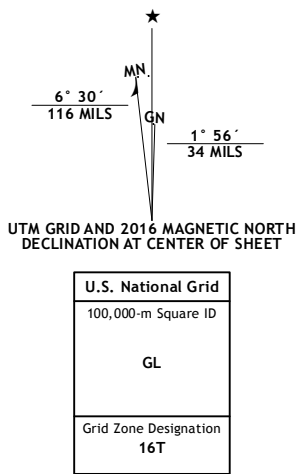 ★
MN.
GN
6° 30´
116 MILS
1° 56´
34 MILS
UTM GRID AND 2016 MAGNETIC NORTH
DECLINATION AT CENTER OF SHEET
U.S. National Grid
100,000-m Square ID
GL
Grid Zone Designation
16T